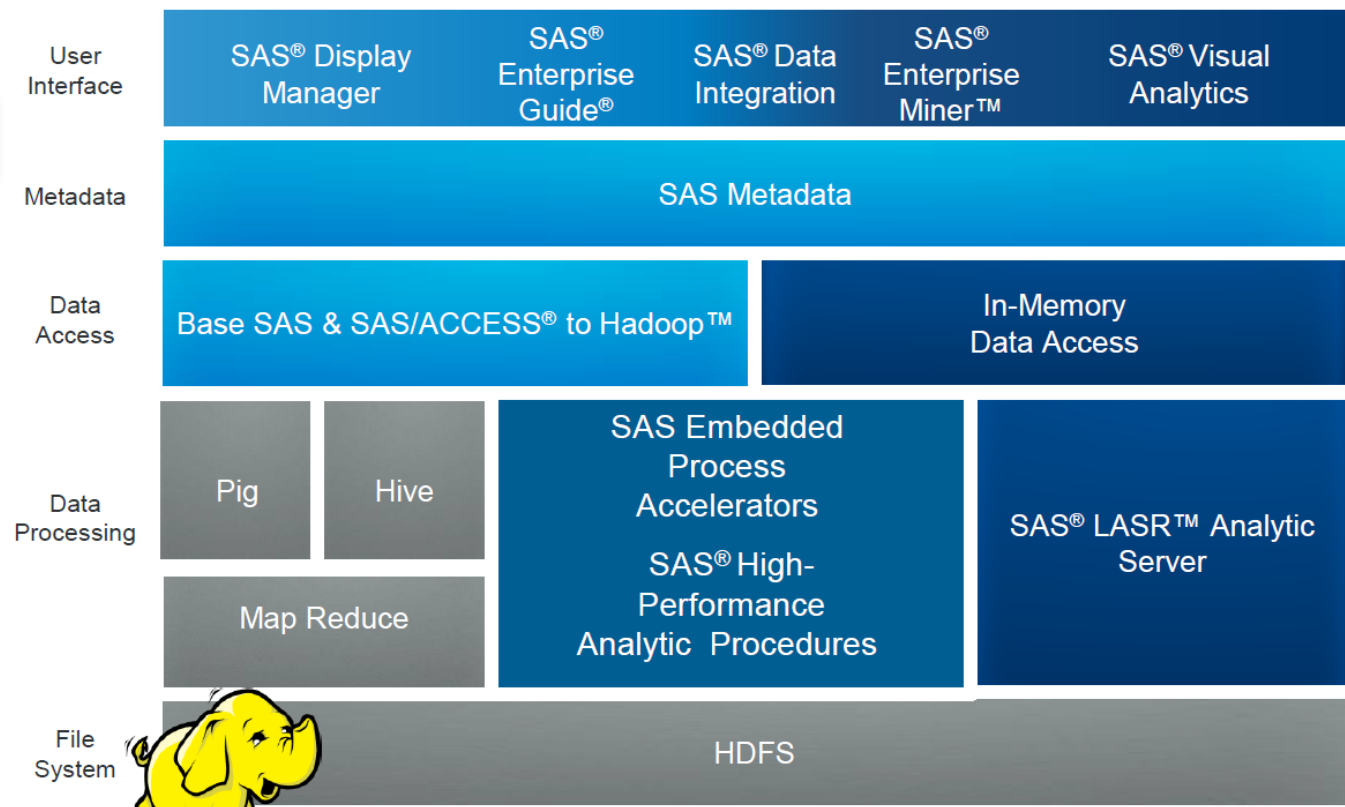 User
Interface
SAS® Display
Manager
SAS®
Enterprise
Guide®
SAS® Data
Integration
SAS®
Enterprise
Miner™
SAS® Visual
Analytics
Metadata
SAS Metadata
Data
Access
Base SAS & SAS/ACCESS® to Hadoop™
In-Memory
Data Access
Data
Processing
Pig
Hive
Map Reduce
SAS Embedded
Process
Accelerators
SAS® High-
Performance
Analytic Procedures
SAS® LASR™ Analytic
Server
File
System
HDFS